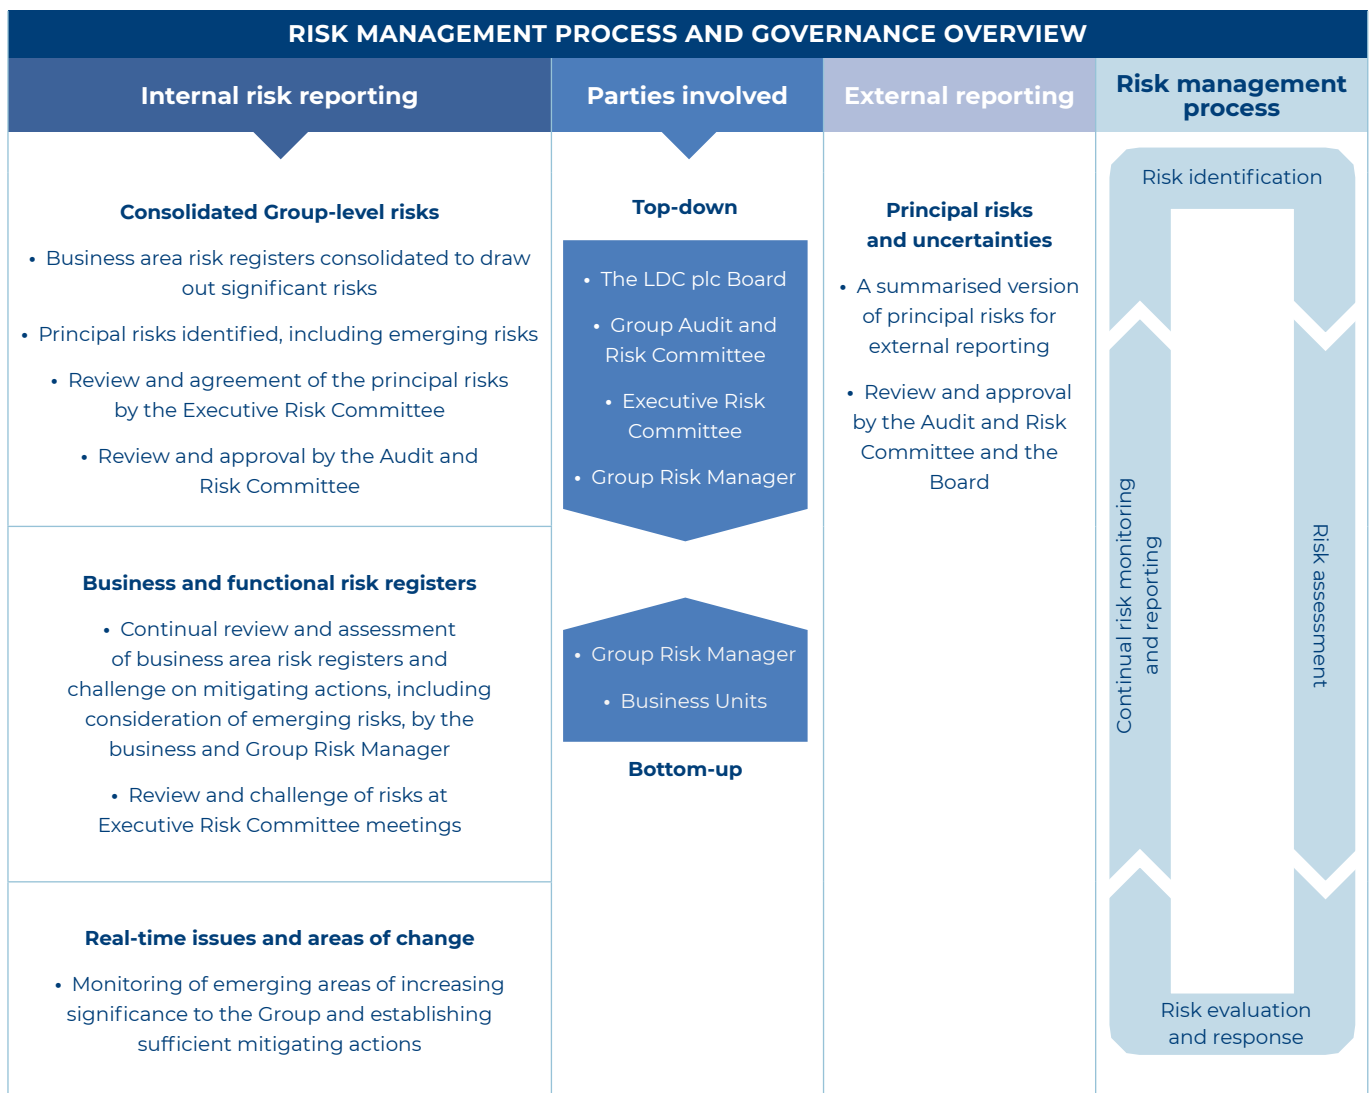 RISK MANAGEMENT PROCESS AND GOVERNANCE OVERVIEW
Internal risk reporting
Parties involved
External reporting
Risk management
process
Consolidated Group-level risks
• Business area risk registers consolidated to draw
out significant risks
• Principal risks identified, including emerging risks
• Review and agreement of the principal risks
by the Executive Risk Committee
• Review and approval by the Audit and
Risk Committee
Business and functional risk registers
• Continual review and assessment
of business area risk registers and
challenge on mitigating actions, including
consideration of emerging risks, by the
business and Group Risk Manager
• Review and challenge of risks at
Executive Risk Committee meetings
Real-time issues and areas of change
• Monitoring of emerging areas of increasing
significance to the Group and establishing
sufficient mitigating actions
Top-down
• The LDC plc Board
• Group Audit and
Risk Committee
• Executive Risk
Committee
• Group Risk Manager
• Group Risk Manager
• Business Units
Bottom-up
Principal risks
and uncertainties
• A summarised version
of principal risks for
external reporting
• Review and approval
by the Audit and Risk
Committee and the
Board
Risk identification
Risk assessment
Risk evaluation
and response
Continual risk monitoring
and reporting